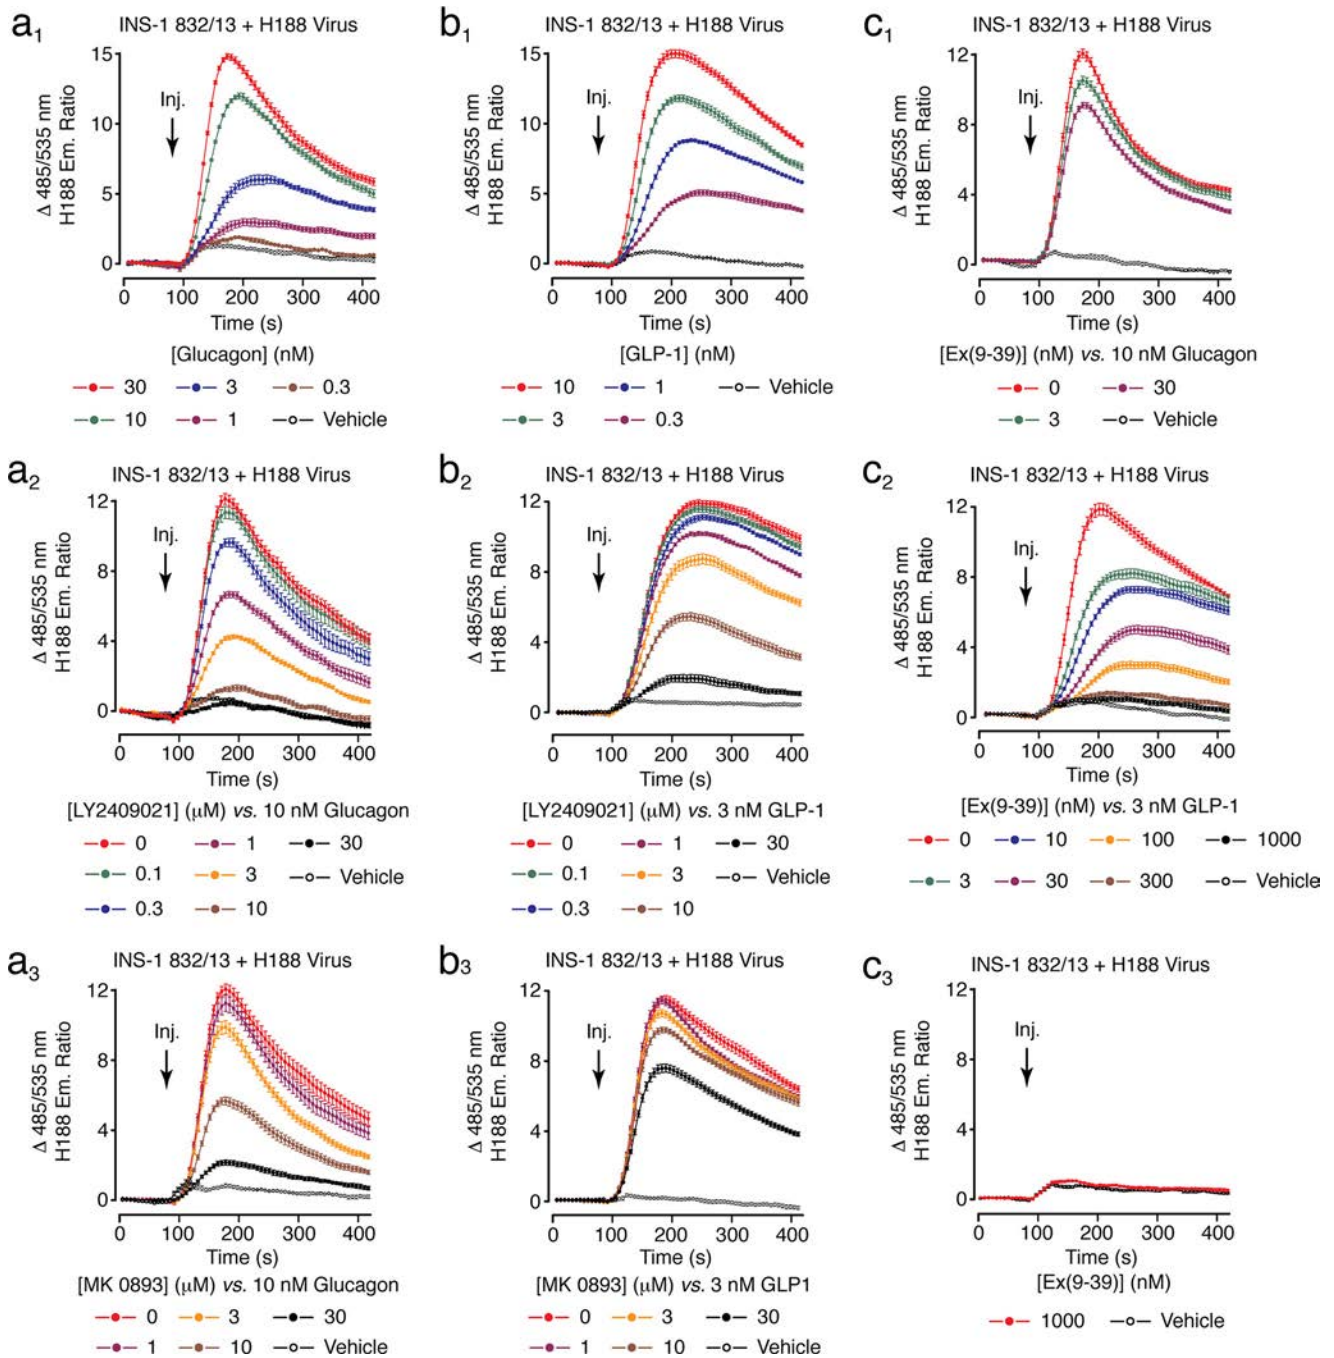 a1
INS-1 832/13 + H188 Virus
Δ 485/535 nm
H188 Em. Ratio
15
10
5
0
Inj.
0 100 200 300 400
Time (s)
[Glucagon] (nM)
30 3 0.3
10 1 Vehicle
b1
INS-1 832/13 + H188 Virus
Δ 485/535 nm
H188 Em. Ratio
15
10
5
0
Inj.
0 100 200 300 400
Time (s)
[GLP-1] (nM)
10 1 Vehicle
3 0.3
c1
INS-1 832/13 + H188 Virus
Δ 485/535 nm
H188 Em. Ratio
12
8
4
0
Inj.
0 100 200 300 400
Time (s)
[Ex(9-39)] (nM) vs. 10 nM Glucagon
0 30
3 Vehicle
a2
INS-1 832/13 + H188 Virus
Δ 485/535 nm
H188 Em. Ratio
12
8
4
0
Inj.
0 100 200 300 400
Time (s)
[LY2409021] (μM) vs. 10 nM Glucagon
0 1 30
0.1 3 Vehicle
0.3 10
b2
INS-1 832/13 + H188 Virus
Δ 485/535 nm
H188 Em. Ratio
12
8
4
0
Inj.
0 100 200 300 400
Time (s)
[LY2409021] (μM) vs. 3 nM GLP-1
0 1 30
0.1 3 Vehicle
0.3 10
c2
INS-1 832/13 + H188 Virus
Δ 485/535 nm
H188 Em. Ratio
12
8
4
0
Inj.
0 100 200 300 400
Time (s)
[Ex(9-39)] (nM) vs. 3 nM GLP-1
0 10 100 1000
3 30 300 Vehicle
a3
INS-1 832/13 + H188 Virus
Δ 485/535 nm
H188 Em. Ratio
12
8
4
0
Inj.
0 100 200 300 400
Time (s)
[MK 0893] (μM) vs. 10 nM Glucagon
0 3 30
1 10 Vehicle
b3
INS-1 832/13 + H188 Virus
Δ 485/535 nm
H188 Em. Ratio
12
8
4
0
Inj.
0 100 200 300 400
Time (s)
[MK 0893] (μM) vs. 3 nM GLP1
0 3 30
1 10 Vehicle
c3
INS-1 832/13 + H188 Virus
Δ 485/535 nm
H188 Em. Ratio
12
8
4
0
Inj.
0 100 200 300 400
Time (s)
[Ex(9-39)] (nM)
1000 Vehicle